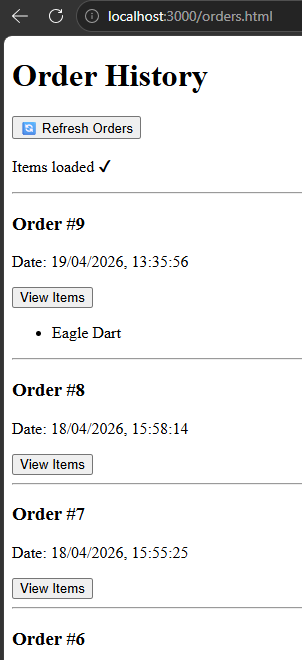 localhost:3000/orders.html
Order History
🔄 Refresh Orders
Items loaded ✔
Order #9
Date: 19/04/2026, 13:35:56
View Items
• Eagle Dart
Order #8
Date: 18/04/2026, 15:58:14
View Items
Order #7
Date: 18/04/2026, 15:55:25
View Items
Order #6